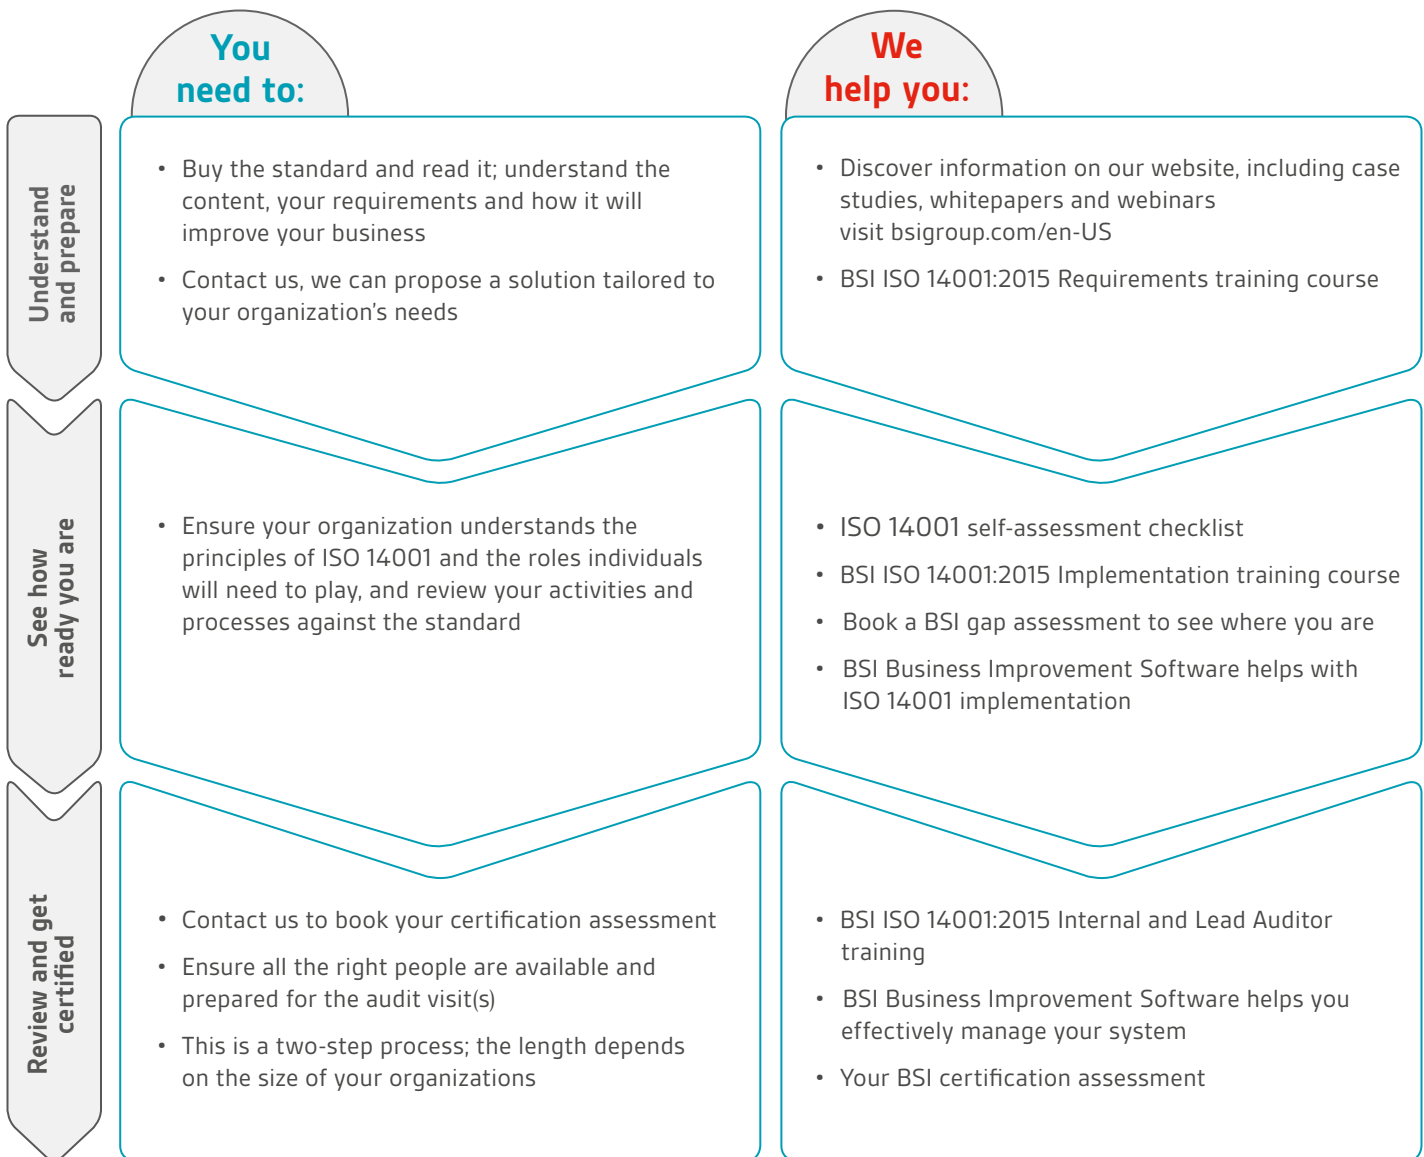 You
need to:
We
help you:
Understand
and prepare
• Buy the standard and read it; understand the
content, your requirements and how it will
improve your business
• Contact us, we can propose a solution tailored to
your organization’s needs
• Discover information on our website, including case
studies, whitepapers and webinars
visit bsigroup.com/en-US
• BSI ISO 14001:2015 Requirements training course
See how
ready you are
• Ensure your organization understands the
principles of ISO 14001 and the roles individuals
will need to play, and review your activities and
processes against the standard
• ISO 14001 self-assessment checklist
• BSI ISO 14001:2015 Implementation training course
• Book a BSI gap assessment to see where you are
• BSI Business Improvement Software helps with
ISO 14001 implementation
Review and get
certified
• Contact us to book your certification assessment
• Ensure all the right people are available and
prepared for the audit visit(s)
• This is a two-step process; the length depends
on the size of your organizations
• BSI ISO 14001:2015 Internal and Lead Auditor
training
• BSI Business Improvement Software helps you
effectively manage your system
• Your BSI certification assessment